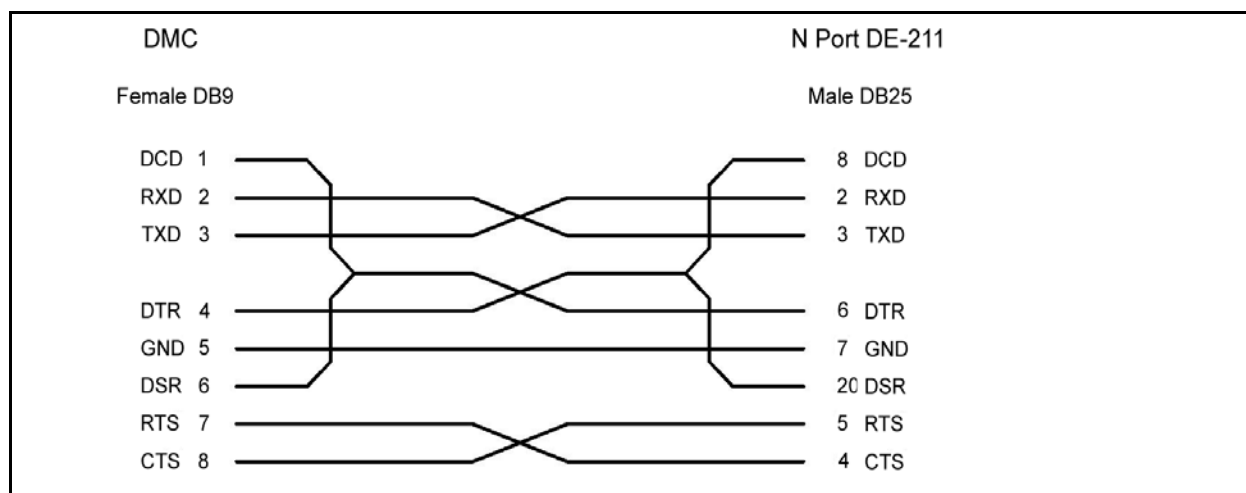 DMC N Port DE-211
Female DB9 Male DB25
DCD 1 8 DCD
RXD 2 2 RXD
TXD 3 3 TXD
DTR 4 6 DTR
GND 5 7 GND
DSR 6 20 DSR
RTS 7 5 RTS
CTS 8 4 CTS